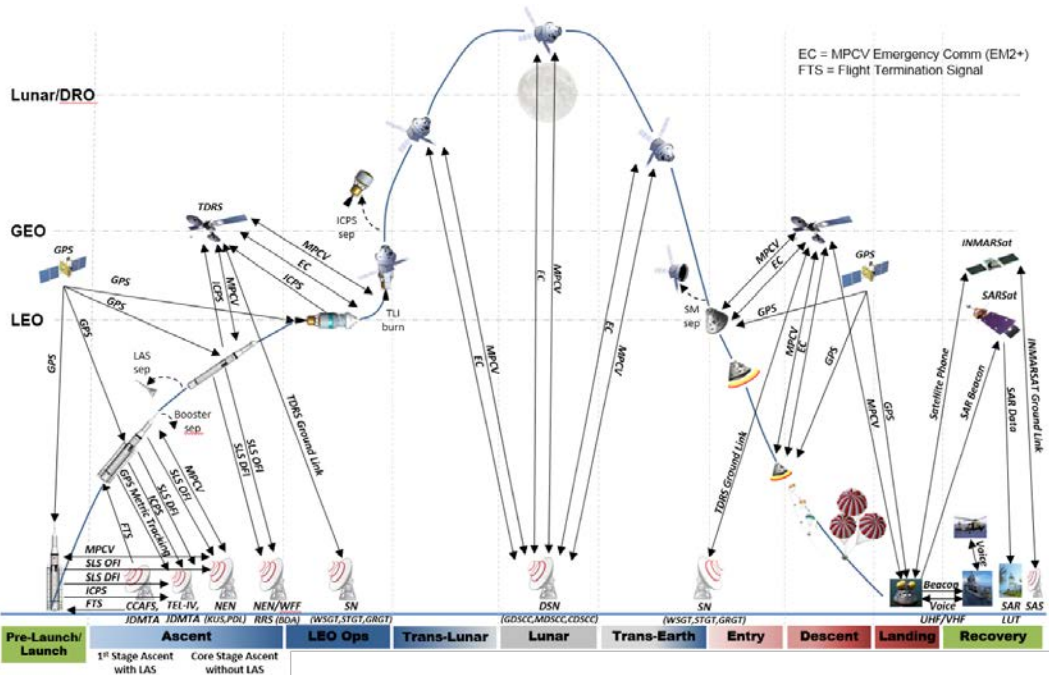 EC = MPCV Emergency Comm (EM2+)
FTS = Flight Termination Signal
Lunar/DRO
GEO
LEO
TDRS
GPS
ICPS
sep
TLI
burn
MPCV
EC
ICPS
ICPS
MPCV
GPS
GPS
GPS
GPS
LAS
sep
Booster
sep
TDRS Ground Link
SLS OFI
SLS DFI
MPCV
SLS OFI
SLS DFI
ICPS
GPS Metric Tracking
FTS
MPCV
SLS OFI
SLS DFI
ICPS
FTS
EC
MPCV
EC
MPCV
EC
MPCV
SM
sep
MPCV
EC
GPS
GPS
MPCV
EC
GPS
TDRS Ground Link
GPS
MPCV
INMARSat
SARSat
Satellite Phone
SAR Beacon
SAR Data
INMARSAT Ground Link
Voice
Beacon
Voice
UHF/VHF
CCAFS,
JDMTA
TEL-IV,
JDMTA
NEN
(KUS,PDL)
NEN/WFF
RRS (BDA)
SN
(WSGT,STGT,GRGT)
DSN
(GDSCC,MDSCC,CDSCC)
SN
(WSGT,STGT,GRGT)
SAR
LUT
SAS
Pre-Launch/
Launch
Ascent
LEO Ops
Trans-Lunar
Lunar
Trans-Earth
Entry
Descent
Landing
Recovery
1st Stage Ascent
with LAS
Core Stage Ascent
without LAS